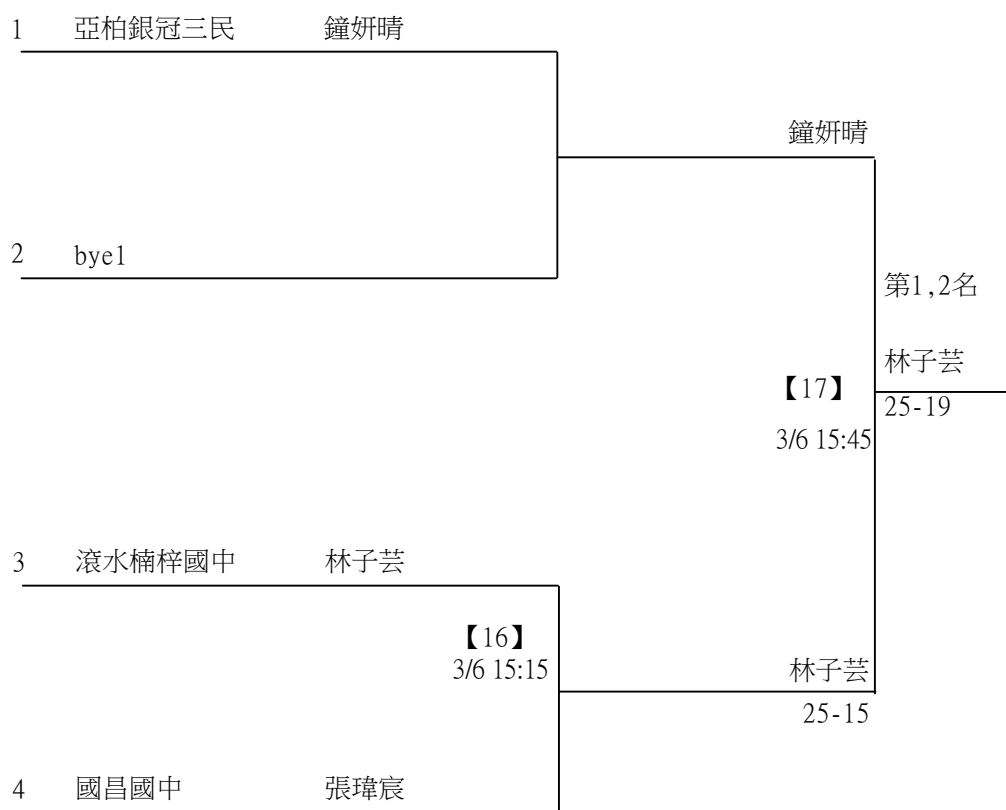 1 亞柏銀冠三民 鐘妍晴
鐘妍晴
2 bye1
第1,2名
林子芸
【17】
25-19
3/6 15:45
3 滾水楠梓國中 林子芸
【16】
3/6 15:15
林子芸
25-15
4 國昌國中 張瑋宸